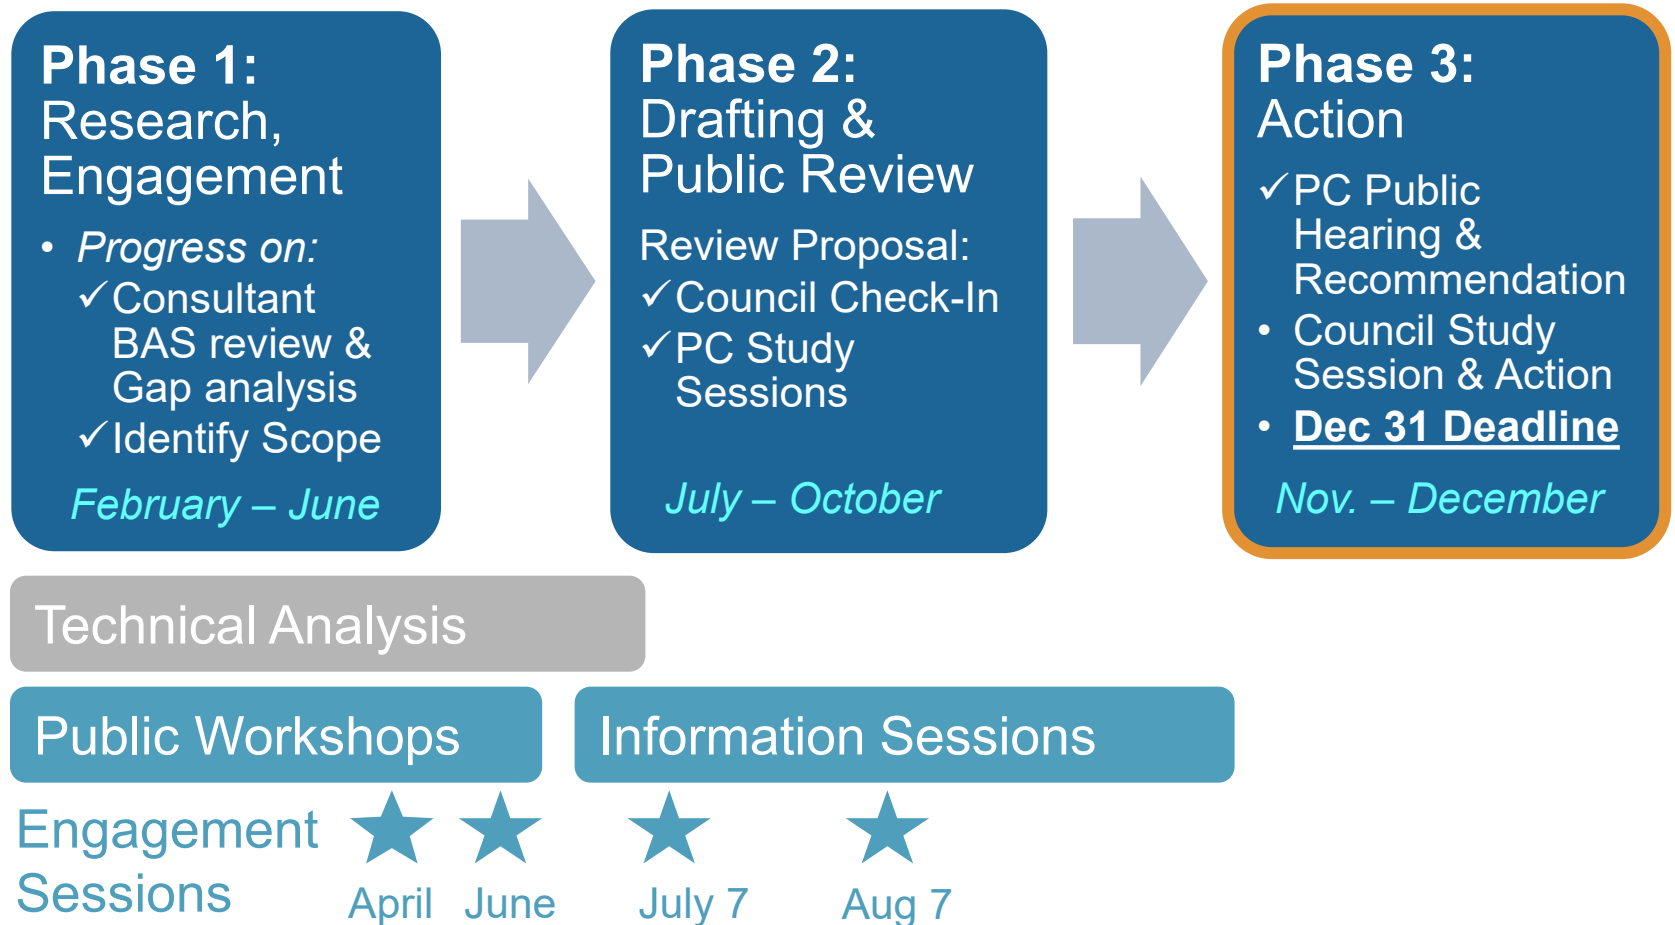 Phase 1:
Research,
Engagement
• Progress on:
✓Consultant
BAS review &
Gap analysis
✓Identify Scope
February – June
Phase 2:
Drafting &
Public Review
Review Proposal:
✓Council Check-In
✓PC Study
Sessions
July – October
Phase 3:
Action
✓PC Public
Hearing &
Recommendation
• Council Study
Session & Action
• Dec 31 Deadline
Nov. – December
Technical Analysis
Public Workshops
Information Sessions
Engagement
Sessions
April
June
July 7
Aug 7